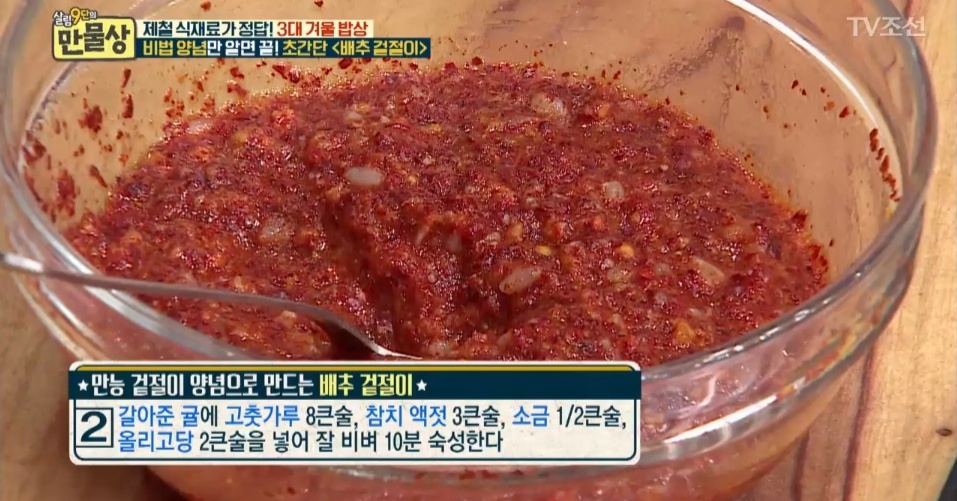 살림9단의
만물상
제철 식재료가 정답! 3대 겨울 밥상
비법 양념만 알면 끝! 초간단 <배추 겉절이>
TV조선
★만능 겉절이 양념으로 만드는 배추 겉절이★
2 갈아준 귤에 고춧가루 8큰술, 참치 액젓 3큰술, 소금 1/2큰술,
올리고당 2큰술을 넣어 잘 비벼 10분 숙성한다